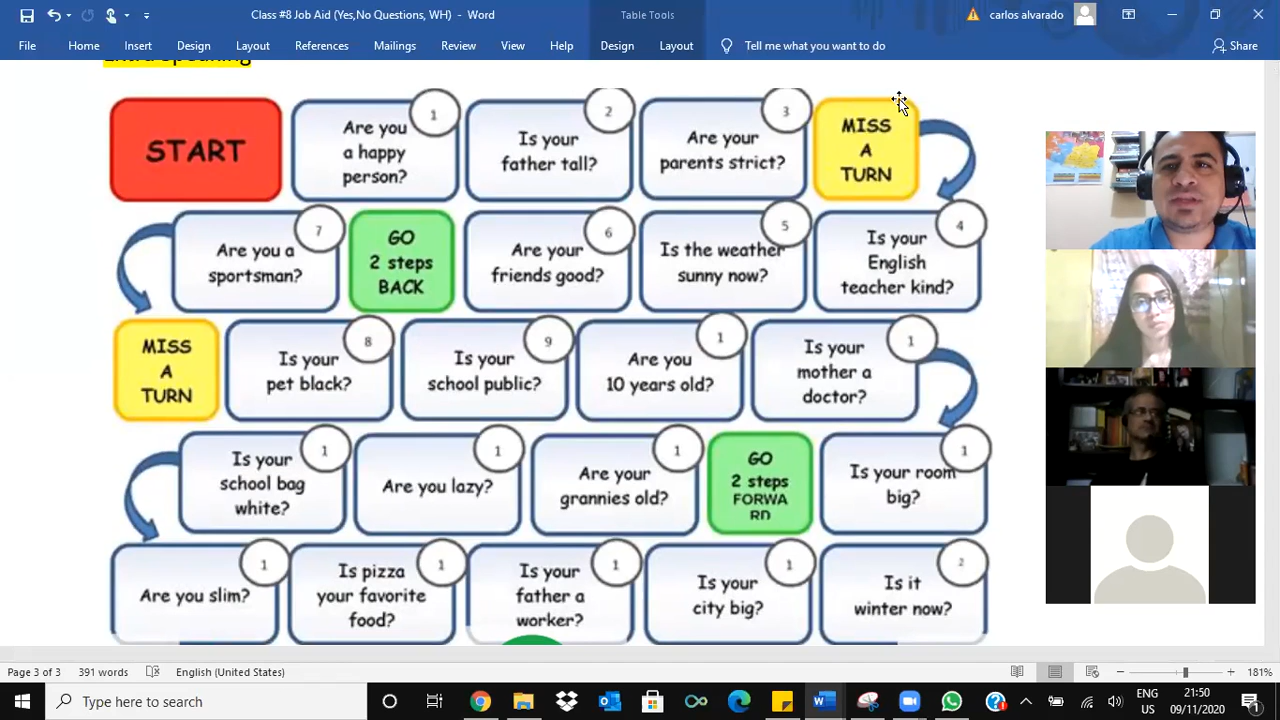 Class #8 Job Aid (Yes,No Questions, WH) - Word
Table Tools
carlos alvarado
File Home Insert Design Layout References Mailings Review View Help Design Layout Tell me what you want to do Share
Extra Speaking
START
1
Are you
a happy
person?
2
Is your
father tall?
3
Are your
parents strict?
MISS
A
TURN
7
Are you a
sportsman?
GO
2 steps
BACK
6
Are your
friends good?
5
Is the weather
sunny now?
4
Is your
English
teacher kind?
MISS
A
TURN
8
Is your
pet black?
9
Is your
school public?
1
Are you
10 years old?
1
Is your
mother a
doctor?
1
Is your
school bag
white?
1
Are you lazy?
1
Are your
grannies old?
GO
2 steps
FORWA
RD
1
Is your room
big?
1
Are you slim?
1
Is pizza
your favorite
food?
1
Is your
father a
worker?
1
Is your
city big?
2
Is it
winter now?
Page 3 of 3 391 words English (United States) 181%
Type here to search
ENG
US
21:50
09/11/2020